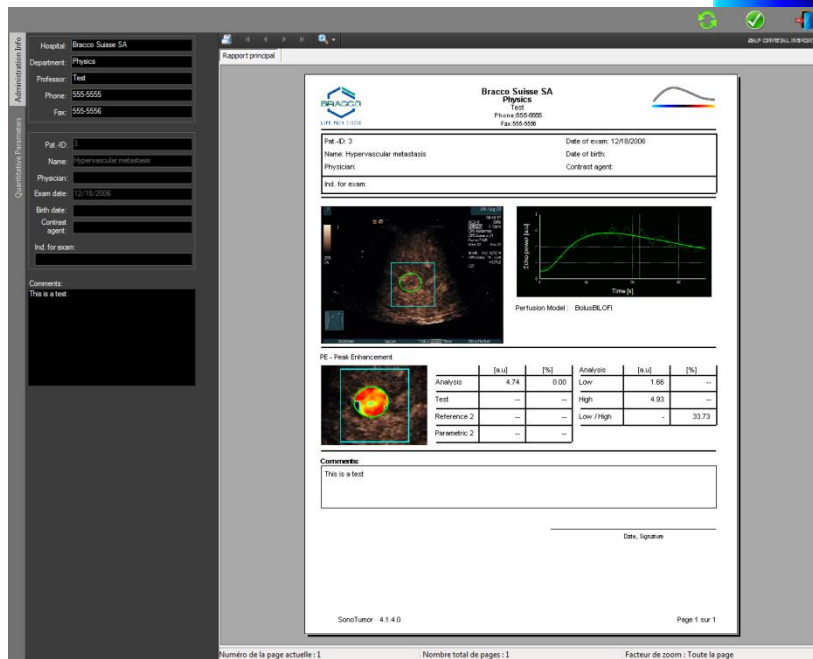 Administration Info
Quantitative Parameters
Hospital: Bracco Suisse SA
Department: Physics
Professor: Test
Phone: 555-5555
Fax: 555-5556
Pat.-ID: 3
Name: Hypervascular metastasis
Physician:
Exam date: 12/18/2006
Birth date:
Contrast agent:
Ind. for exam:
Comments:
This is a test
Rapport principal
BRACCO
LIFE FROM INSIDE
Bracco Suisse SA
Physics
Test
Phone:555-5555
Fax:555-5556
Pat.-ID: 3
Date of exam: 12/18/2006
Name: Hypervascular metastasis
Date of birth:
Physician:
Contrast agent:
Ind. for exam:
Echo-power [a.u]
Time [s]
Perfusion Model : BolusBILOFI
PE - Peak Enhancement
[a.u] [%] Analysis [a.u] [%]
Analysis 4.74 0.00 Low 1.66 --
Test -- -- High 4.93 --
Reference 2 -- -- Low / High - 33.73
Parametric 2 -- --
Comments:
This is a test
Date, Signature
SonoTumor 4.1.4.0
Page 1 sur 1
Numéro de la page actuelle : 1
Nombre total de pages : 1
Facteur de zoom : Toute la page